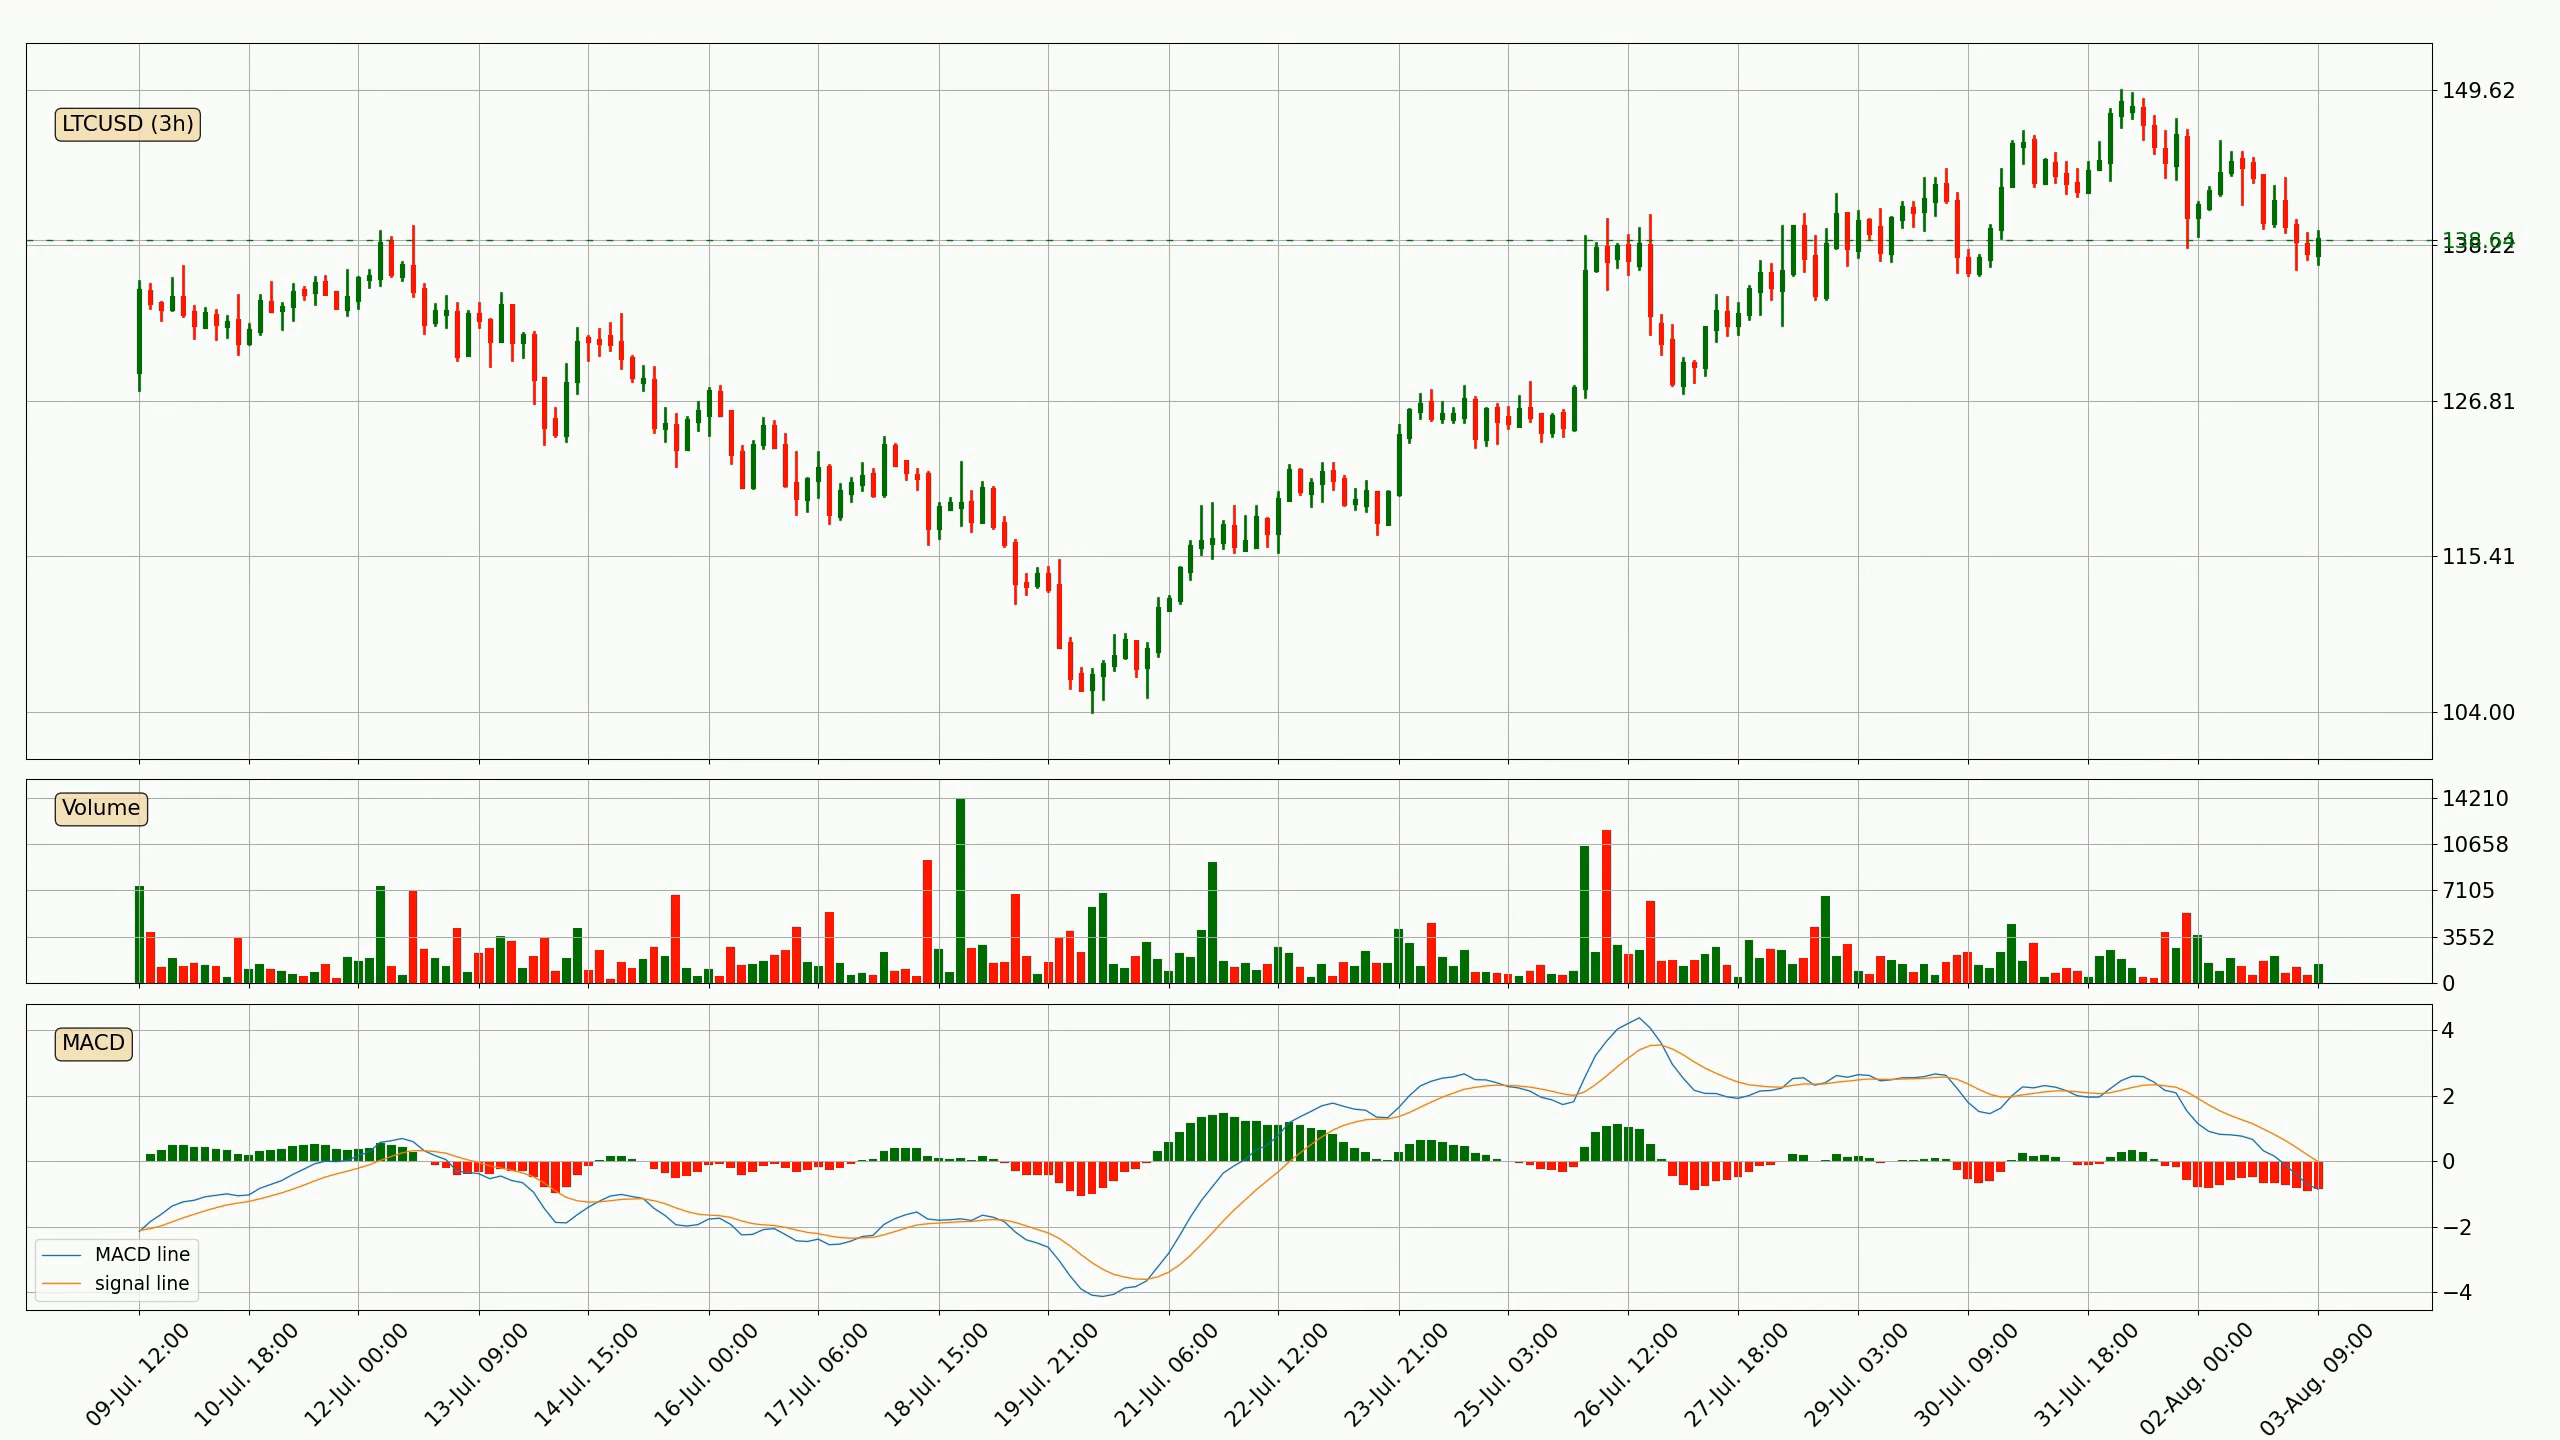 LTCUSD (3h)
149.62
138.64
138.22
126.81
115.41
104.00
Volume
14210
10658
7105
3552
0
MACD
4
2
0
−2
−4
MACD line
signal line
09-Jul. 12:00
10-Jul. 18:00
12-Jul. 00:00
13-Jul. 09:00
14-Jul. 15:00
16-Jul. 00:00
17-Jul. 06:00
18-Jul. 15:00
19-Jul. 21:00
21-Jul. 06:00
22-Jul. 12:00
23-Jul. 21:00
25-Jul. 03:00
26-Jul. 12:00
27-Jul. 18:00
29-Jul. 03:00
30-Jul. 09:00
31-Jul. 18:00
02-Aug. 00:00
03-Aug. 09:00